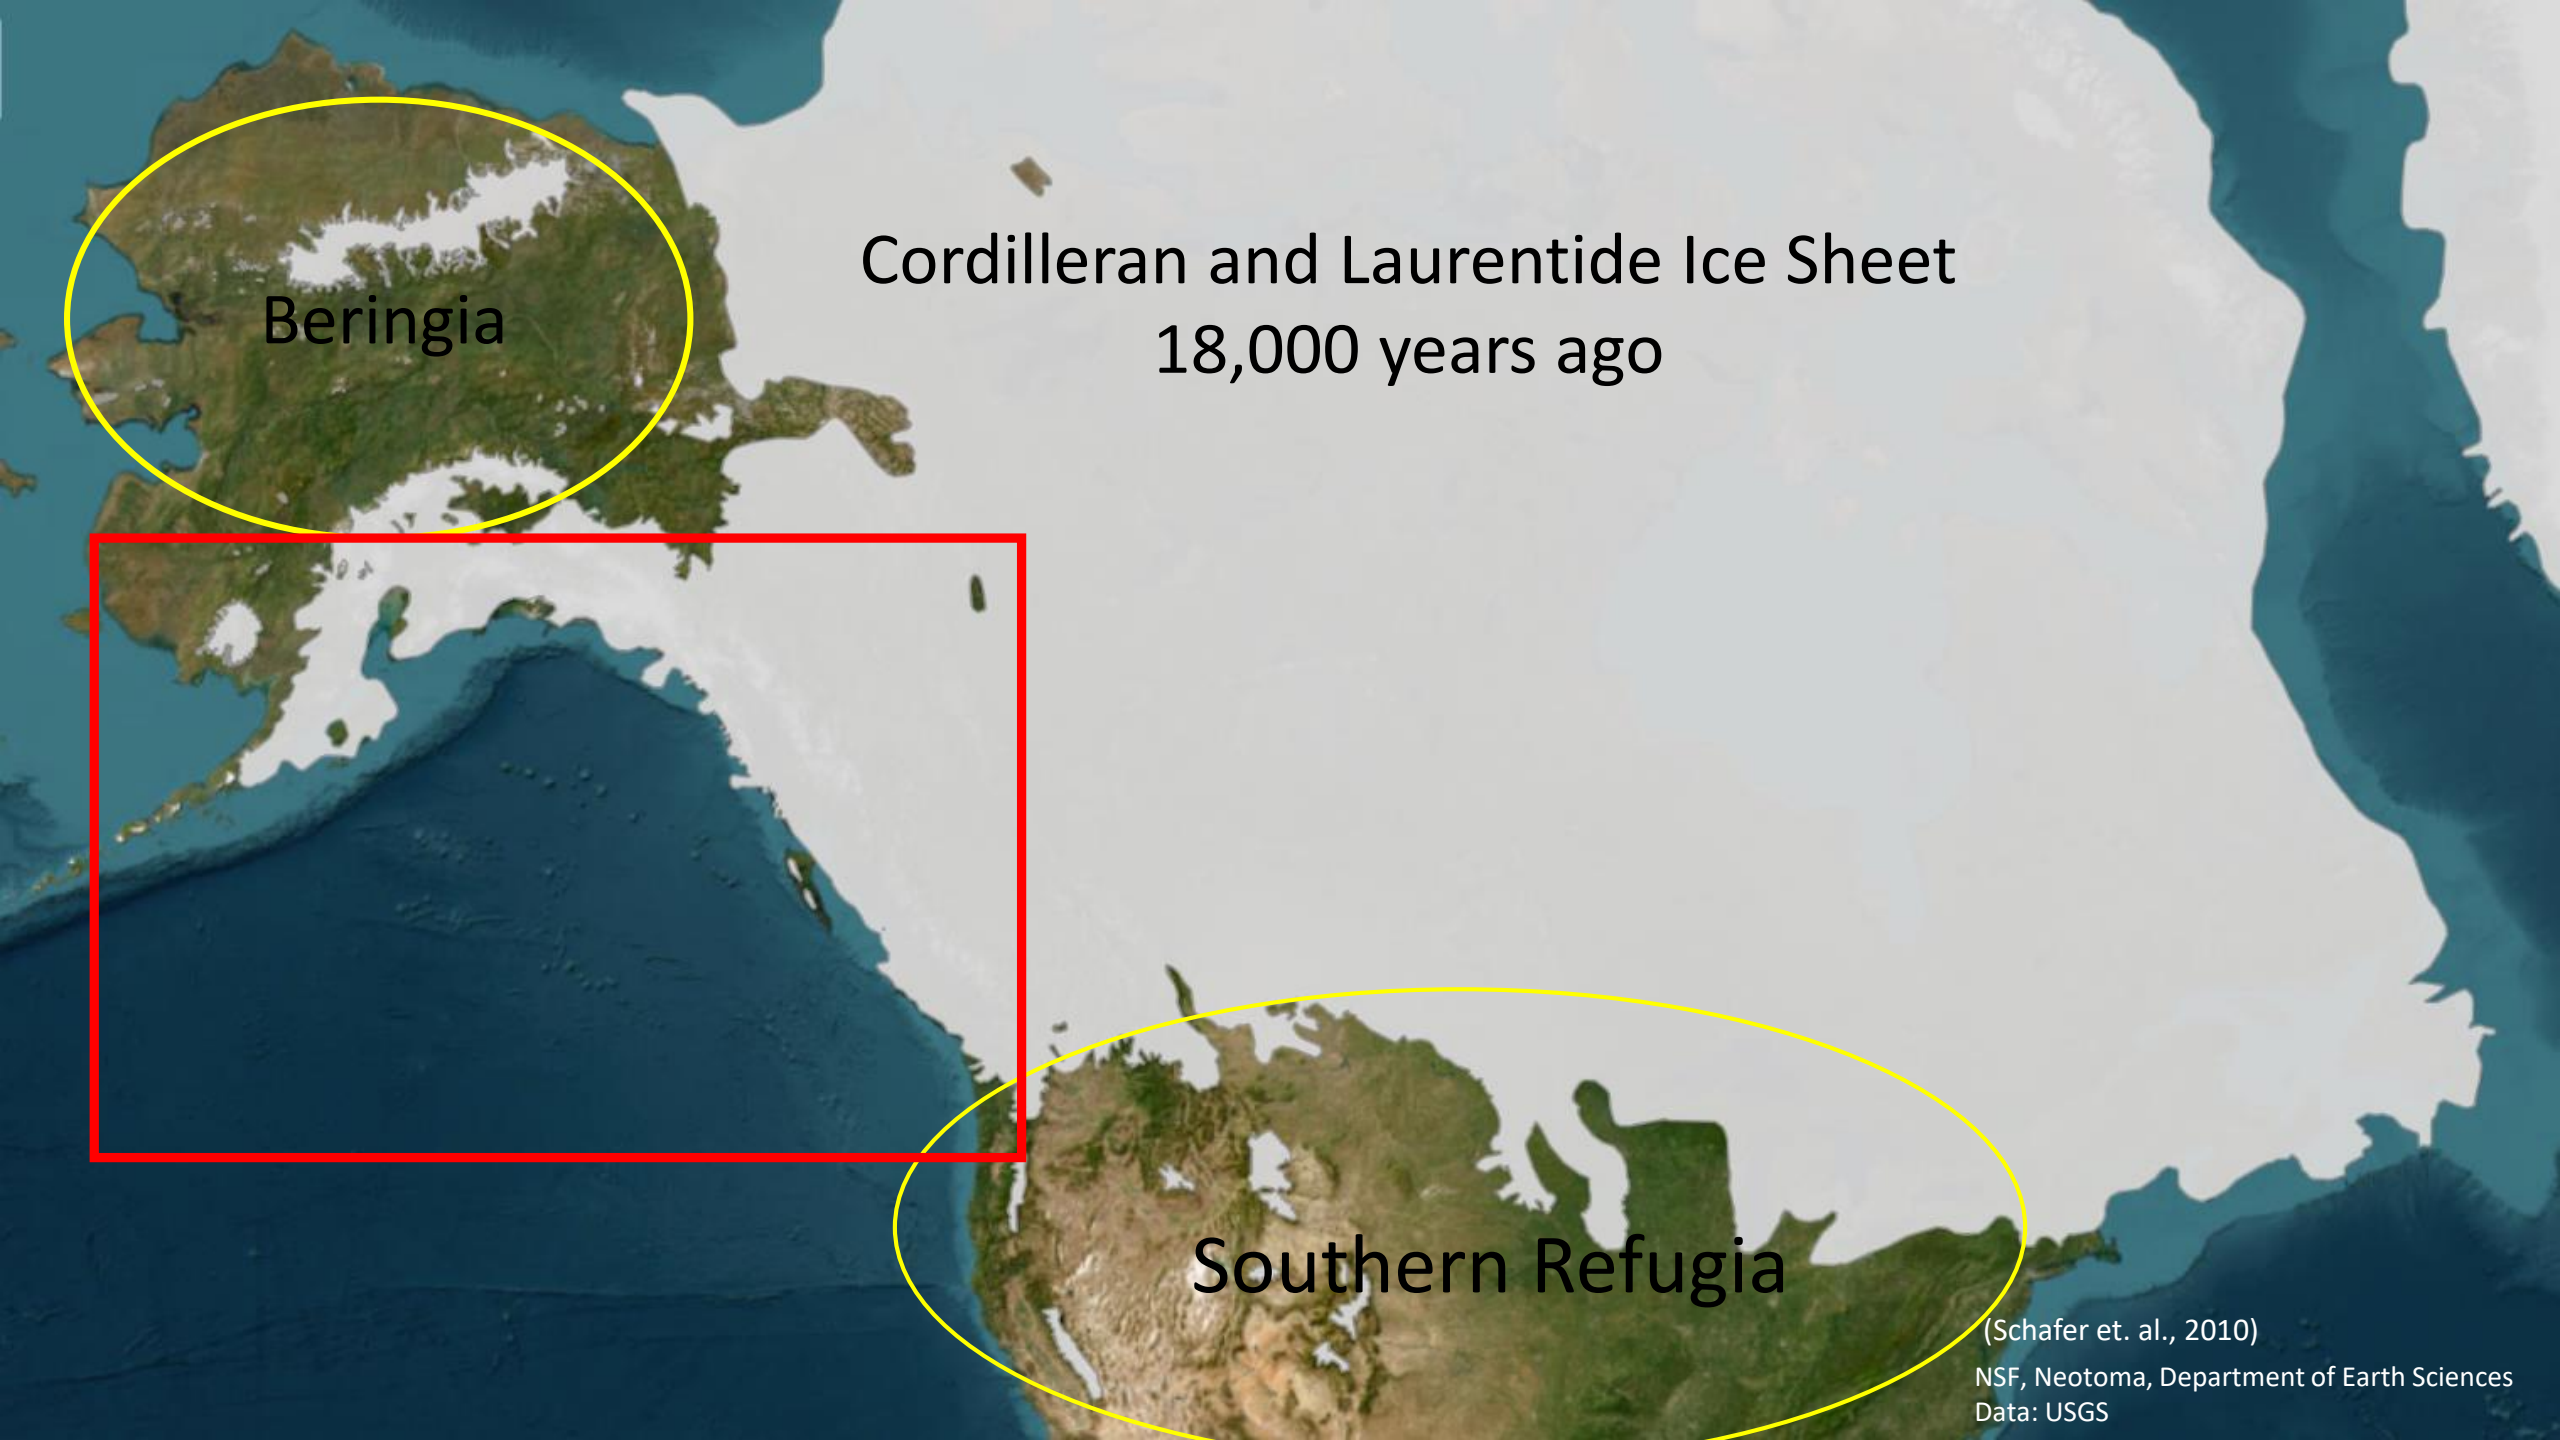 Cordilleran and Laurentide Ice Sheet
18,000 years ago
Beringia
Southern Refugia
(Schafer et. al., 2010)
NSF, Neotoma, Department of Earth Sciences
Data: USGS